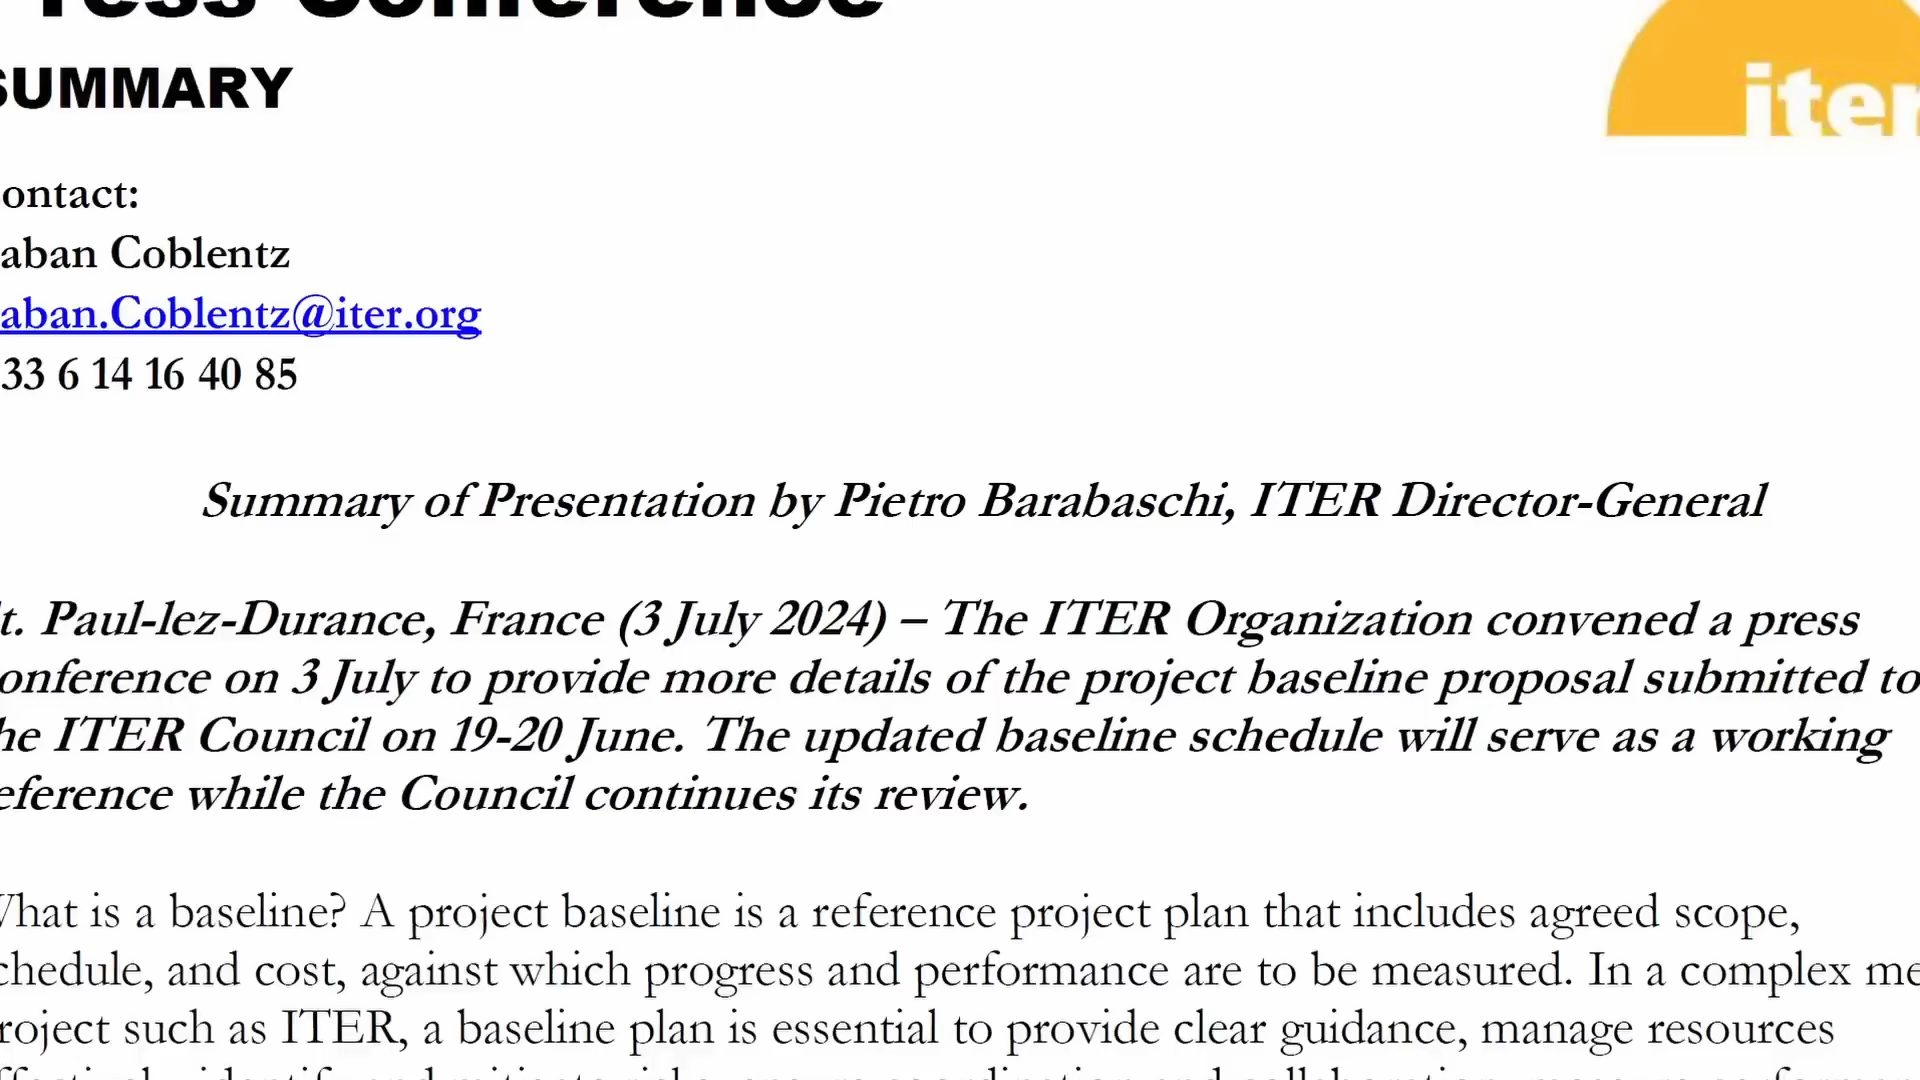 Press Conference
SUMMARY
iter
ontact:
aban Coblentz
aban.Coblentz@iter.org
33 6 14 16 40 85
Summary of Presentation by Pietro Barabaschi, ITER Director-General
t. Paul-lez-Durance, France (3 July 2024) – The ITER Organization convened a press
onference on 3 July to provide more details of the project baseline proposal submitted to
he ITER Council on 19-20 June. The updated baseline schedule will serve as a working
eference while the Council continues its review.
What is a baseline? A project baseline is a reference project plan that includes agreed scope,
chedule, and cost, against which progress and performance are to be measured. In a complex me
roject such as ITER, a baseline plan is essential to provide clear guidance, manage resources